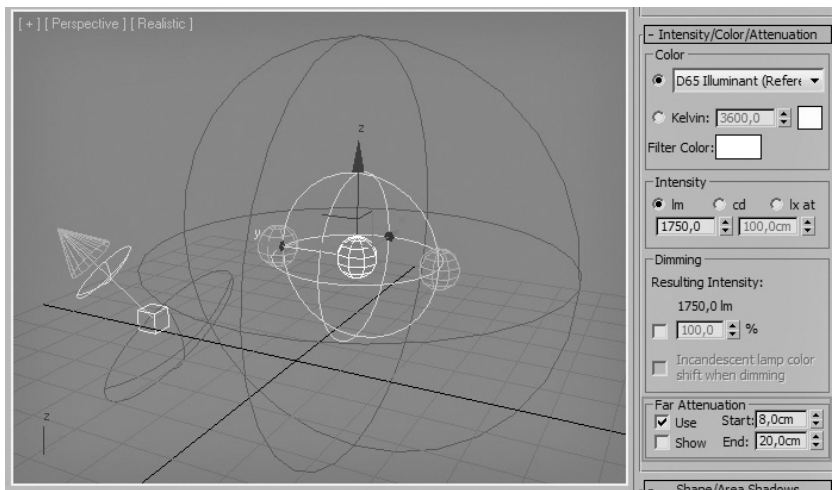 [ + ] [ Perspective ] [ Realistic ]
z
y
z
- Intensity/Color/Attenuation
Color
D65 Illuminant (Refere
Kelvin: 3600,0
Filter Color:
Intensity
lm cd lx at
1750,0 100,0cm
Dimming
Resulting Intensity:
1750,0 lm
100,0 %
Incandescent lamp color
shift when dimming
Far Attenuation
Use Start: 8,0cm
Show End: 20,0cm
- Shape/Area Shadows